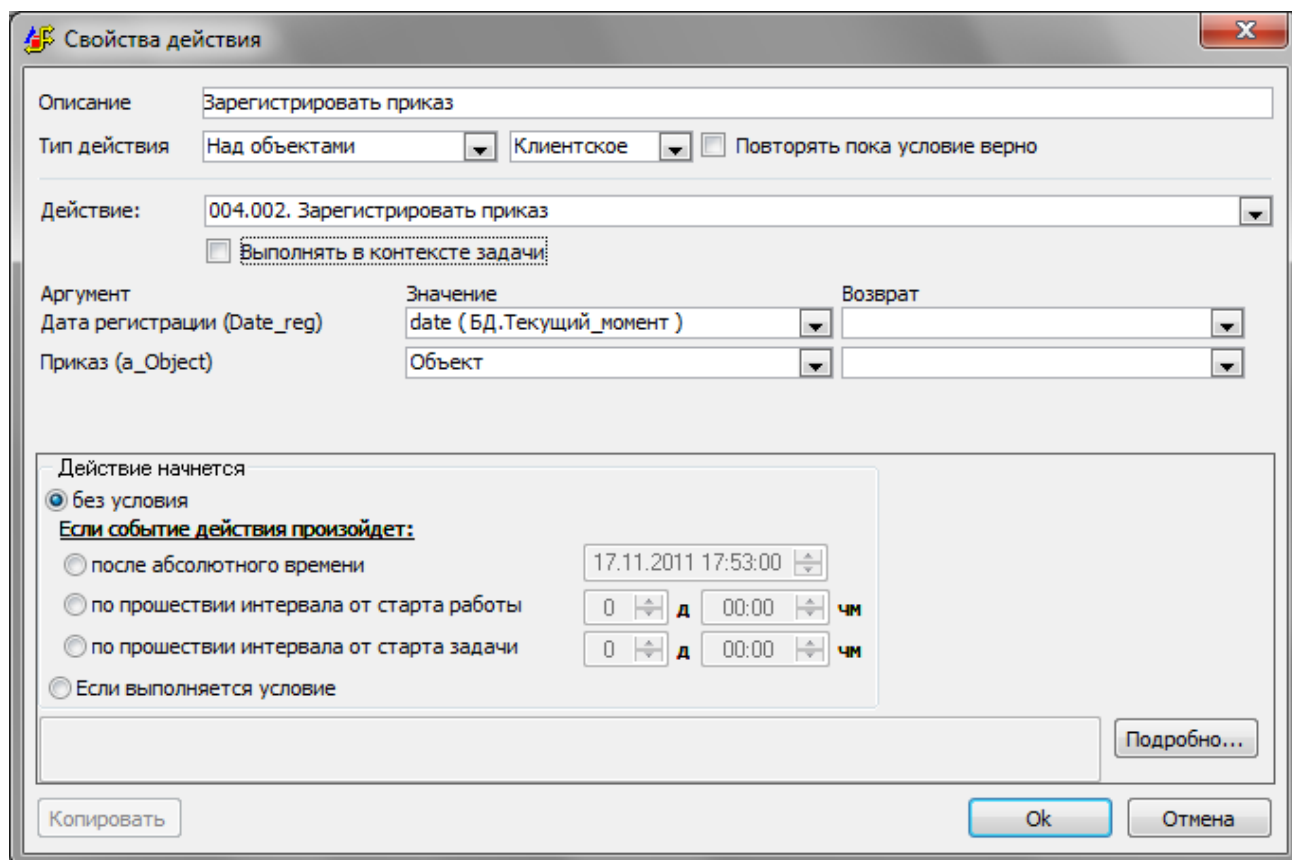 Свойства действия
Описание Зарегистрировать приказ
Тип действия Над объектами Клиентское Повторять пока условие верно
Действие: 004.002. Зарегистрировать приказ
Выполнять в контексте задачи
Аргумент Значение Возврат
Дата регистрации (Date_reg) date ( БД.Текущий_момент )
Приказ (a_Object) Объект
Действие начнется
без условия
Если событие действия произойдет:
после абсолютного времени 17.11.2011 17:53:00
по прошествии интервала от старта работы 0 д 00:00 чм
по прошествии интервала от старта задачи 0 д 00:00 чм
Если выполняется условие
Подробно...
Копировать Ok Отмена